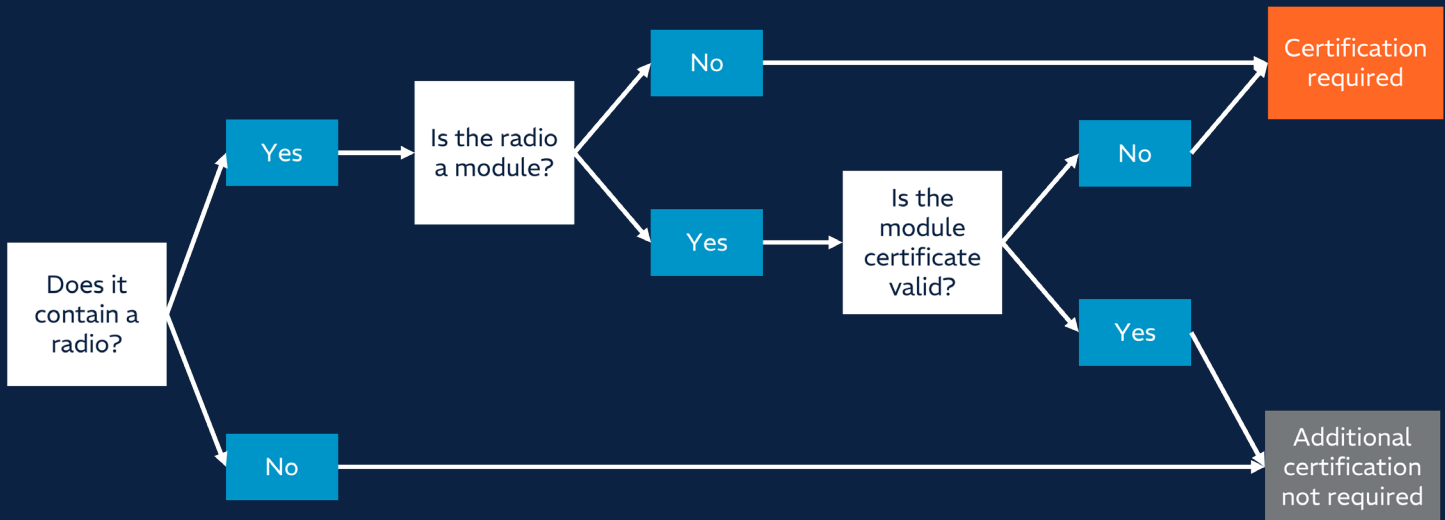 Does it
contain a
radio?
Yes
No
Is the radio
a module?
No
Yes
Is the
module
certificate
valid?
No
Yes
Certification
required
Additional
certification
not required